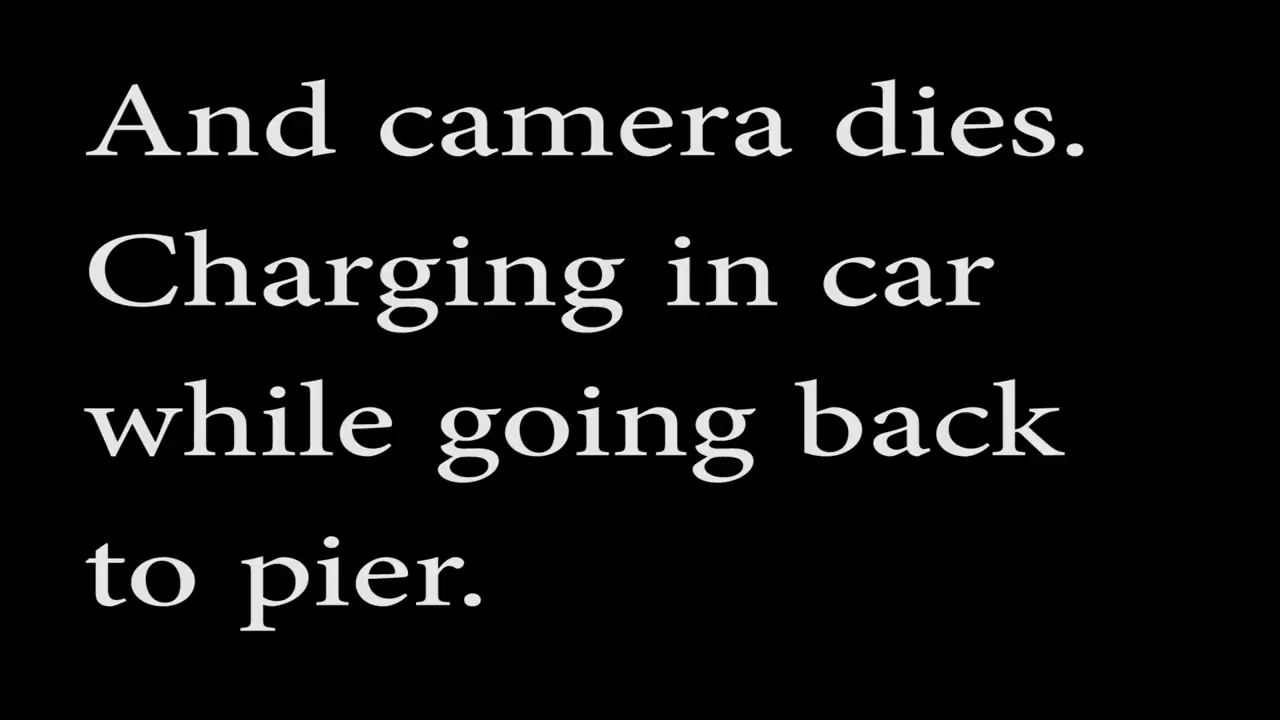 And camera dies.
Charging in car
while going back
to pier.